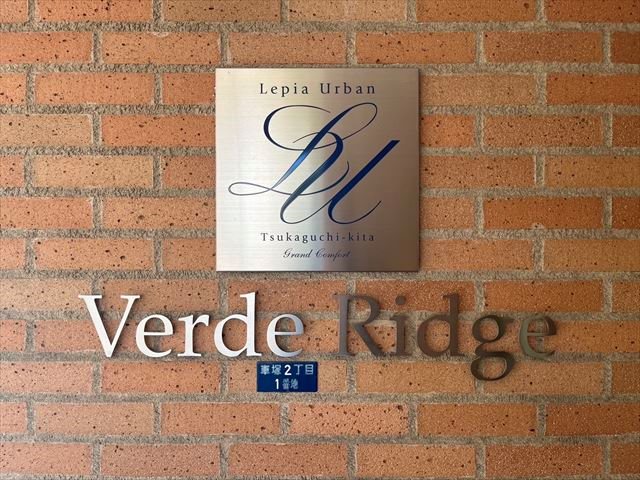 Lepia Urban
LU
Tsukaguchi-kita
Grand Comfort
Verde Ridge
車塚2丁目
1番地